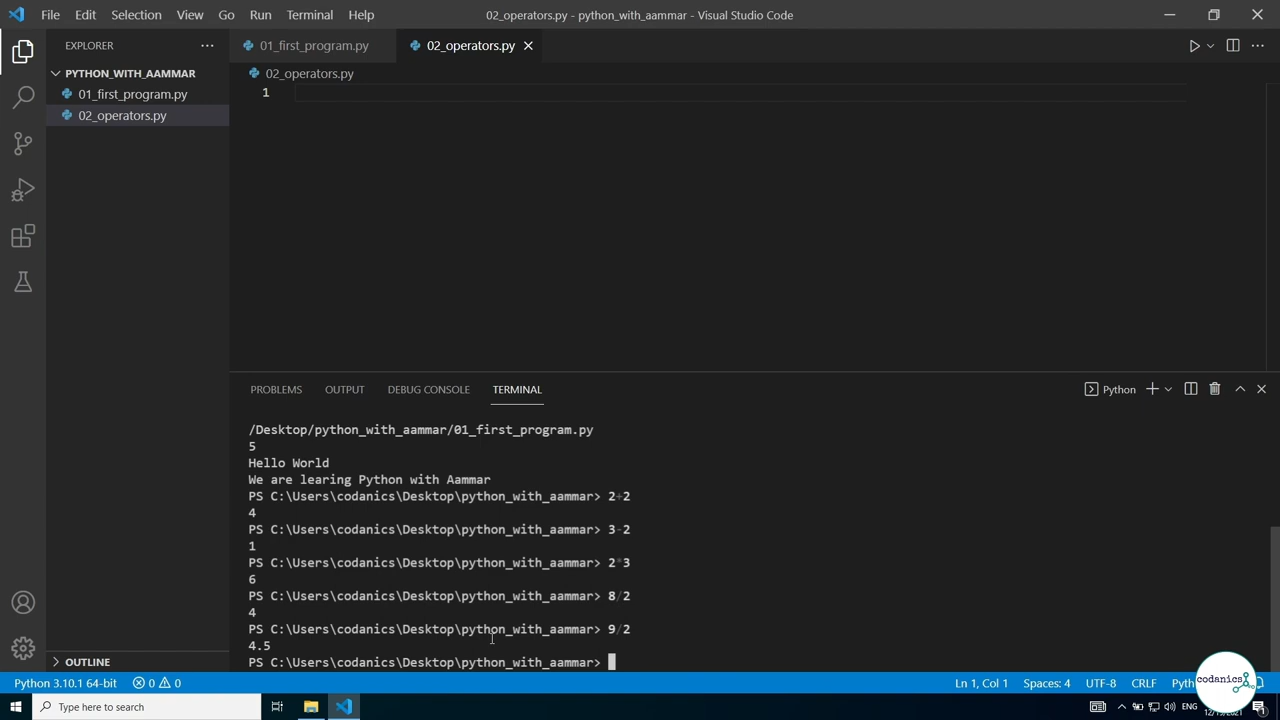 File Edit Selection View Go Run Terminal Help 02_operators.py - python_with_aammar - Visual Studio Code
EXPLORER
01_first_program.py 02_operators.py
PYTHON_WITH_AAMMAR
01_first_program.py
02_operators.py
OUTLINE
02_operators.py
1
PROBLEMS OUTPUT DEBUG CONSOLE TERMINAL Python
/Desktop/python_with_aammar/01_first_program.py
5
Hello World
We are learing Python with Aammar
PS C:\Users\codanics\Desktop\python_with_aammar> 2+2
4
PS C:\Users\codanics\Desktop\python_with_aammar> 3-2
1
PS C:\Users\codanics\Desktop\python_with_aammar> 2*3
6
PS C:\Users\codanics\Desktop\python_with_aammar> 8/2
4
PS C:\Users\codanics\Desktop\python_with_aammar> 9/2
4.5
PS C:\Users\codanics\Desktop\python_with_aammar>
Python 3.10.1 64-bit 0 0 Ln 1, Col 1 Spaces: 4 UTF-8 CRLF
codanics
Type here to search ENG